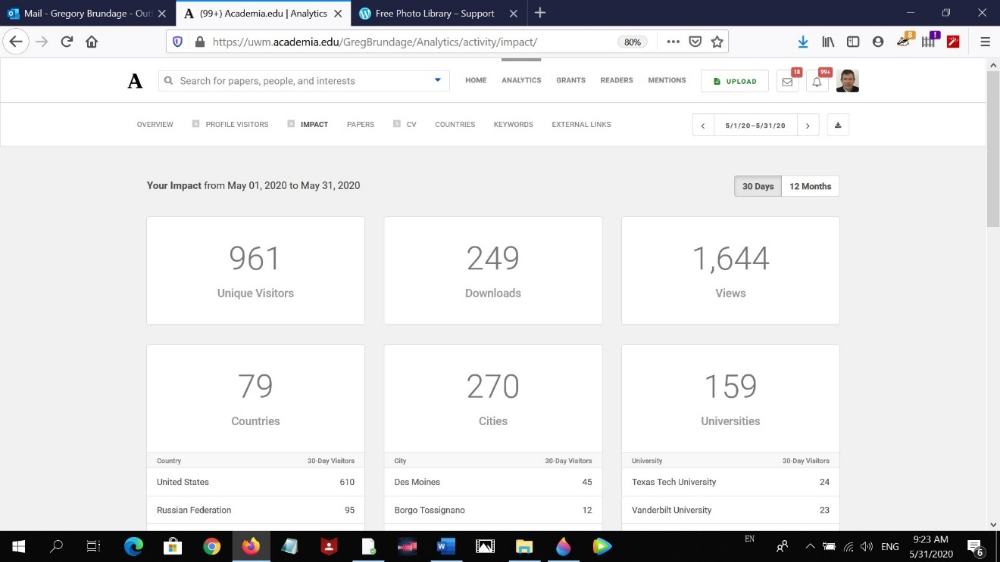 Mail - Gregory Brundage - Out
(99+) Academia.edu | Analytics
Free Photo Library – Support
https://uwm.academia.edu/GregBrundage/Analytics/activity/impact/
80%
8
!
A
Search for papers, people, and interests
HOME
ANALYTICS
GRANTS
READERS
MENTIONS
UPLOAD
18
99+
OVERVIEW
PROFILE VISITORS
IMPACT
PAPERS
CV
COUNTRIES
KEYWORDS
EXTERNAL LINKS
5/1/20–5/31/20
Your Impact from May 01, 2020 to May 31, 2020
30 Days
12 Months
961
Unique Visitors
249
Downloads
1,644
Views
79
Countries
270
Cities
159
Universities
Country 30-Day Visitors
United States 610
Russian Federation 95
City 30-Day Visitors
Des Moines 45
Borgo Tossignano 12
University 30-Day Visitors
Texas Tech University 24
Vanderbilt University 23
EN
ENG
9:23 AM
5/31/2020
6